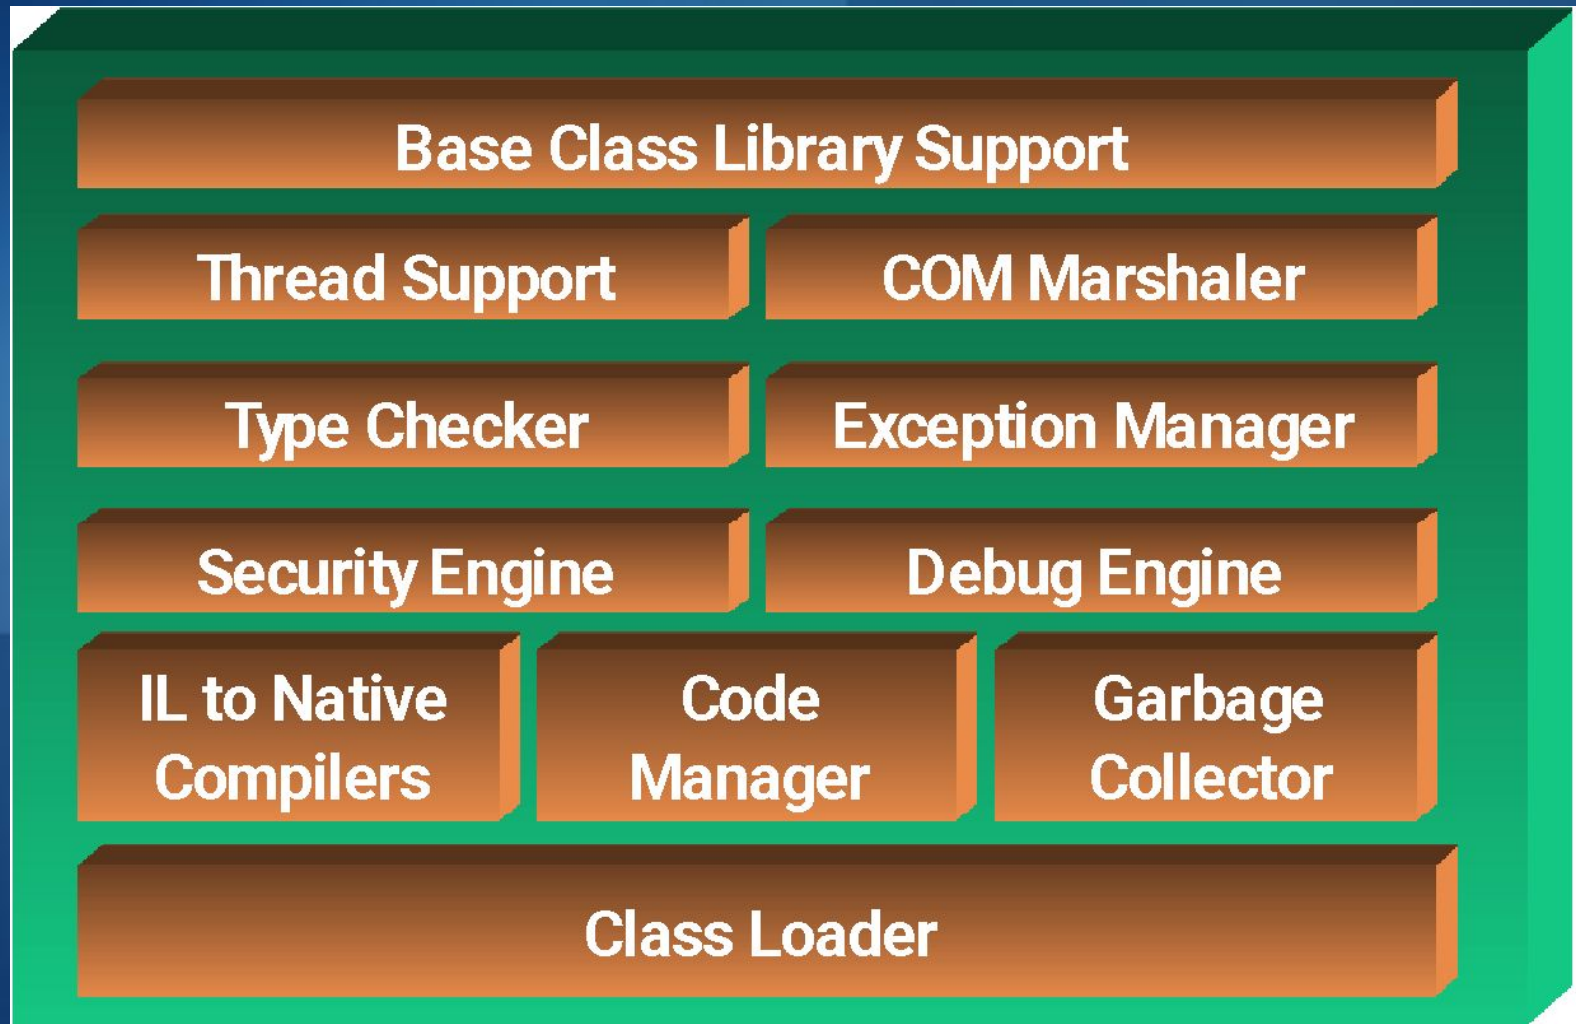 Base Class Library Support
Thread Support
COM Marshaler
Type Checker
Exception Manager
Security Engine
Debug Engine
IL to Native
Compilers
Code
Manager
Garbage
Collector
Class Loader